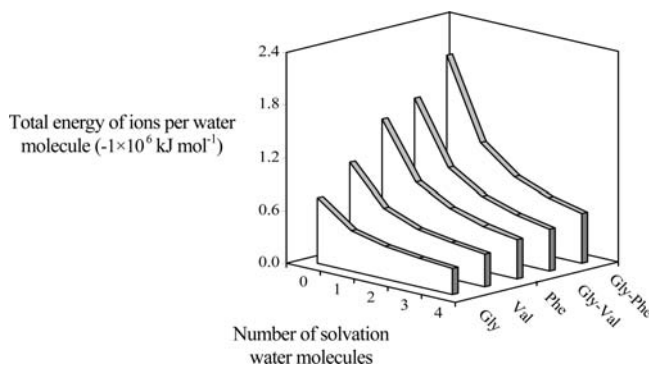 2.4
1.8
1.2
0.6
0.0
Total energy of ions per water
molecule (-1×10⁶ kJ mol⁻¹)
0
1
2
3
4
Number of solvation
water molecules
Gly
Val
Phe
Gly-Val
Gly-Phe